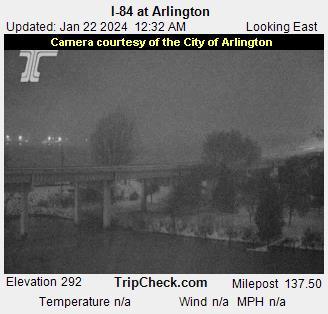 I-84 at Arlington
Updated: Jan 22 2024 12:32 AM Looking East
Camera courtesy of the City of Arlington
Elevation 292 TripCheck.com Milepost 137.50
Temperature n/a Wind n/a MPH n/a